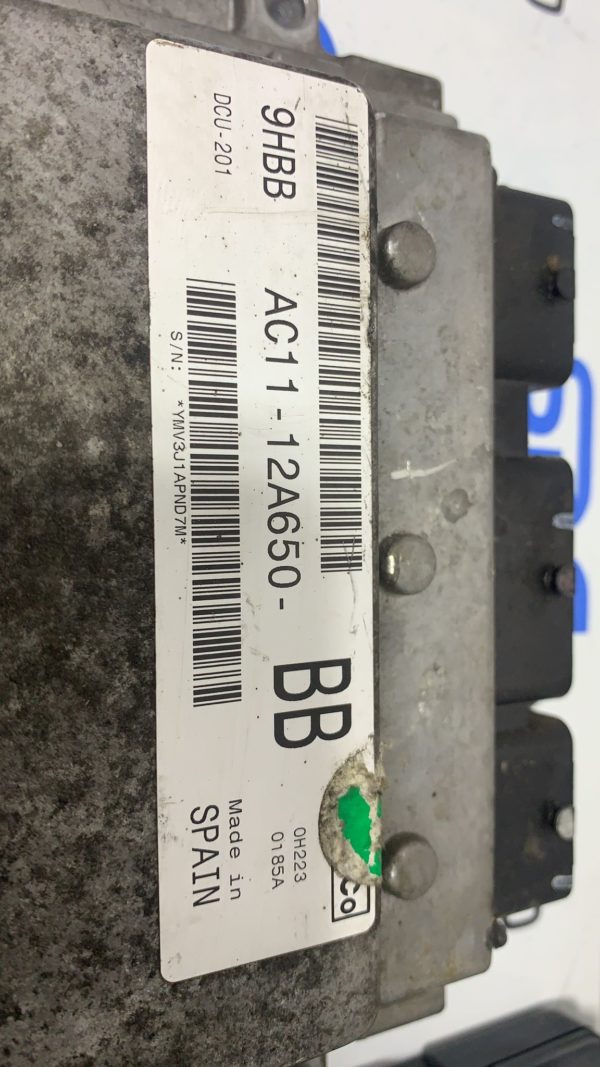 9HBB AC11-12A650- BB
DCU-201
S/N: *YMV3J1APND7M*
0H223
0185A
Made in
SPAIN